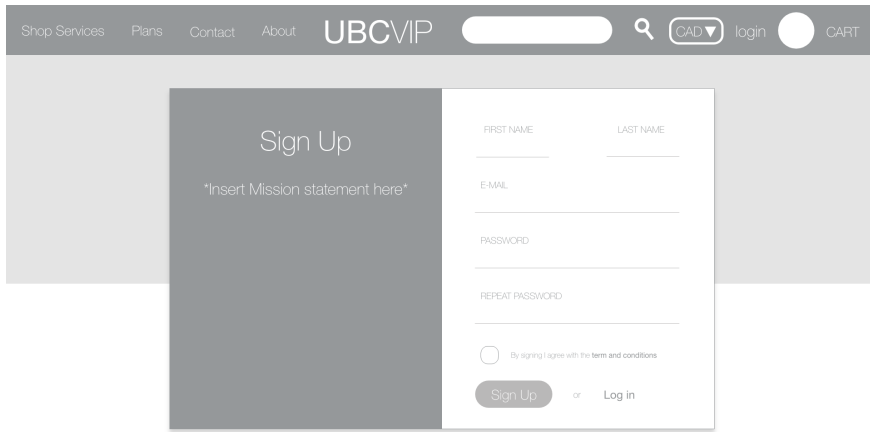 Shop Services Plans Contact About UBCVIP CAD▼ login CART
Sign Up
*Insert Mission statement here*
FIRST NAME LAST NAME
E-MAIL
PASSWORD
REPEAT PASSWORD
By signing I agree with the term and conditions
Sign Up or Log in